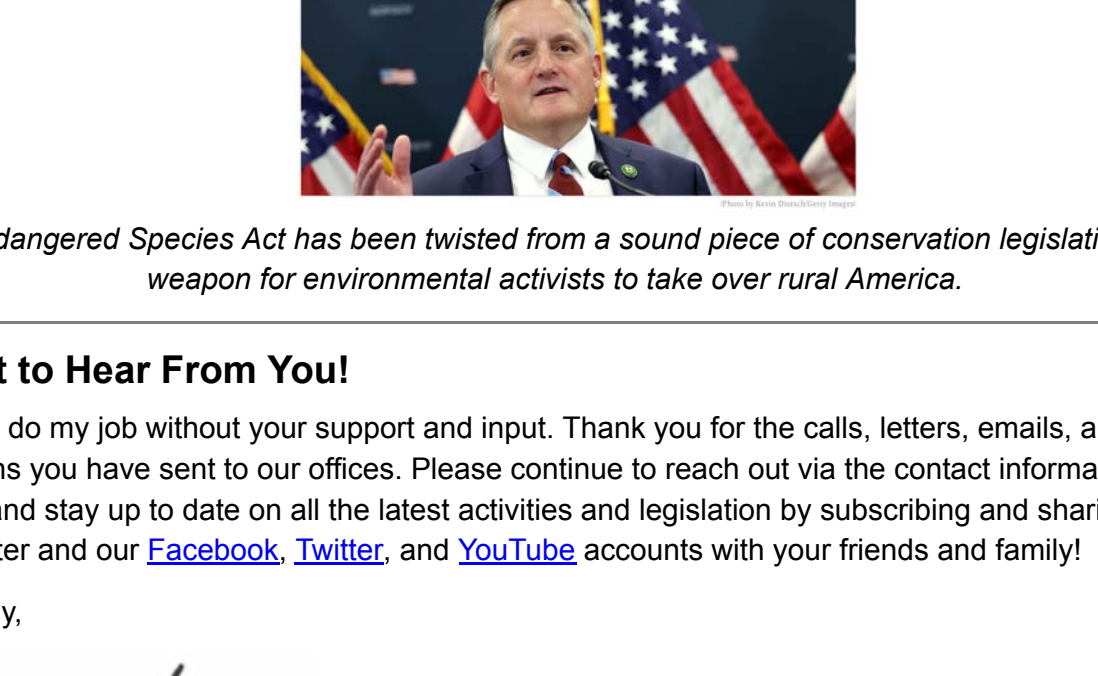 (Photo by Kevin Dietsch/Getty Images)
dangered Species Act has been twisted from a sound piece of conservation legislati
weapon for environmental activists to take over rural America.
t to Hear From You!
do my job without your support and input. Thank you for the calls, letters, emails, a
ns you have sent to our offices. Please continue to reach out via the contact informa
and stay up to date on all the latest activities and legislation by subscribing and shari
ter and our Facebook, Twitter, and YouTube accounts with your friends and family!
y,